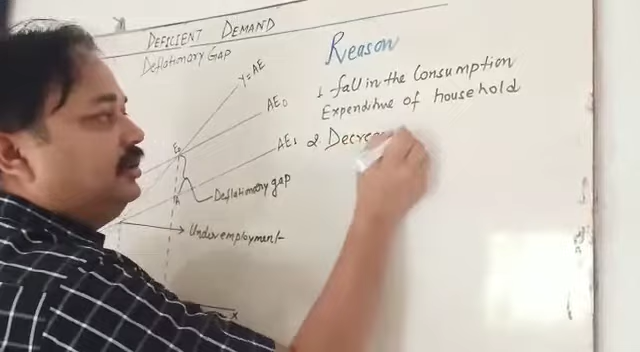 DEFICIENT DEMAND
Deflationary GAP
Reason
Y=AE
AE0
AE1
E0
1 fall in the Consumption
Expenditure of household
2. Decrea
Deflationary gap
Underemployment
X